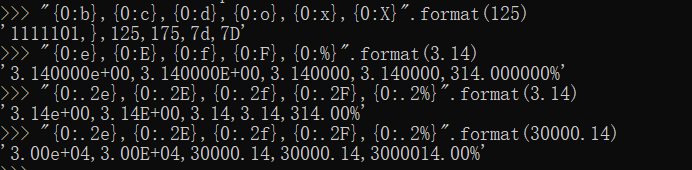 >>> "{0:b},{0:c},{0:d},{0:o},{0:x},{0:X}".format(125)
'1111101,},125,175,7d,7D'
>>> "{0:e},{0:E},{0:f},{0:F},{0:%}".format(3.14)
'3.140000e+00,3.140000E+00,3.140000,3.140000,314.000000%'
>>> "{0:.2e},{0:.2E},{0:.2f},{0:.2F},{0:.2%}".format(3.14)
'3.14e+00,3.14E+00,3.14,3.14,314.00%'
>>> "{0:.2e},{0:.2E},{0:.2f},{0:.2F},{0:.2%}".format(30000.14)
'3.00e+04,3.00E+04,30000.14,30000.14,3000014.00%'